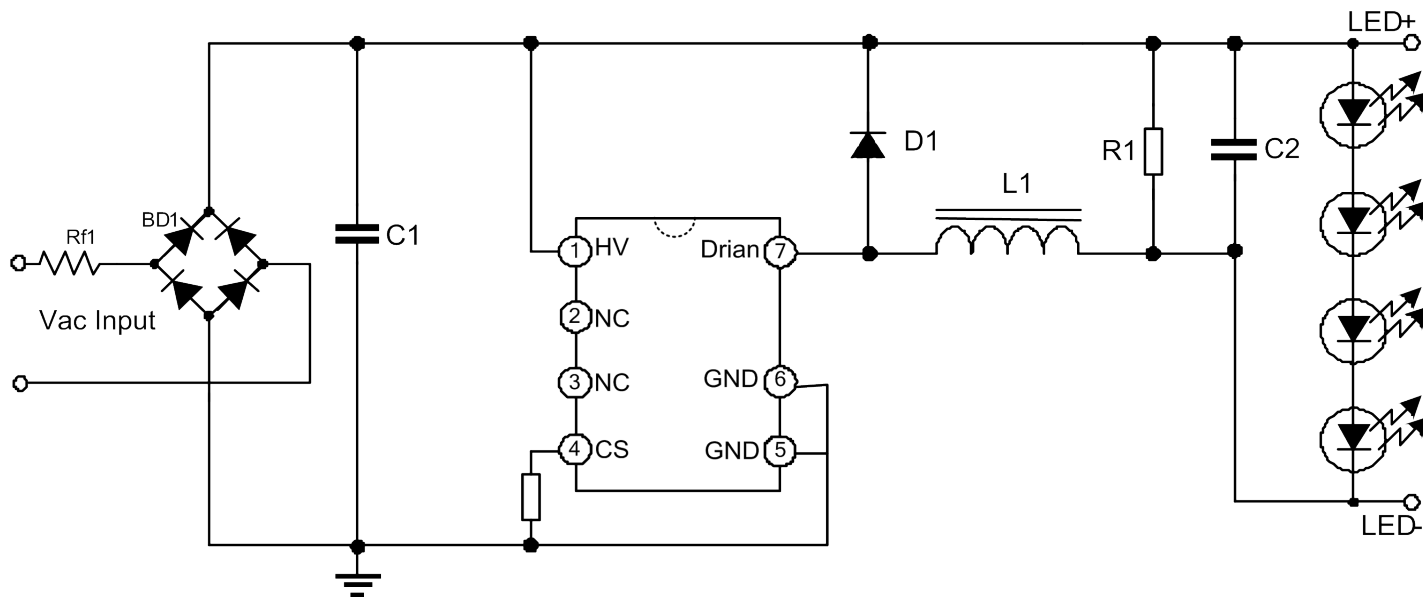 LED+
D1
R1
C2
L1
BD1
Rf1
C1
1 HV
Drian 7
Vac Input
2 NC
3 NC
GND 6
4 CS
GND 5
LED-